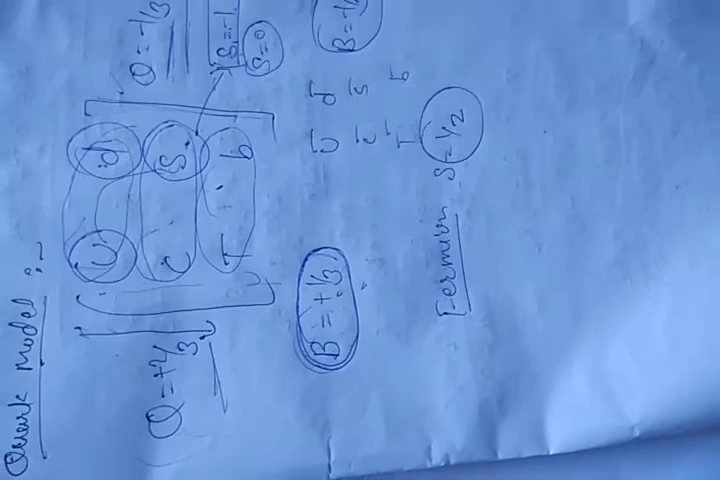 Quark model :-
Q=+2/3 U d Q=-1/3
C S S=-1
T b S=0
B=+1/3 ū d̄ B=-1/3
c̄ s̄
T̄ b̄
Fermion S=1/2